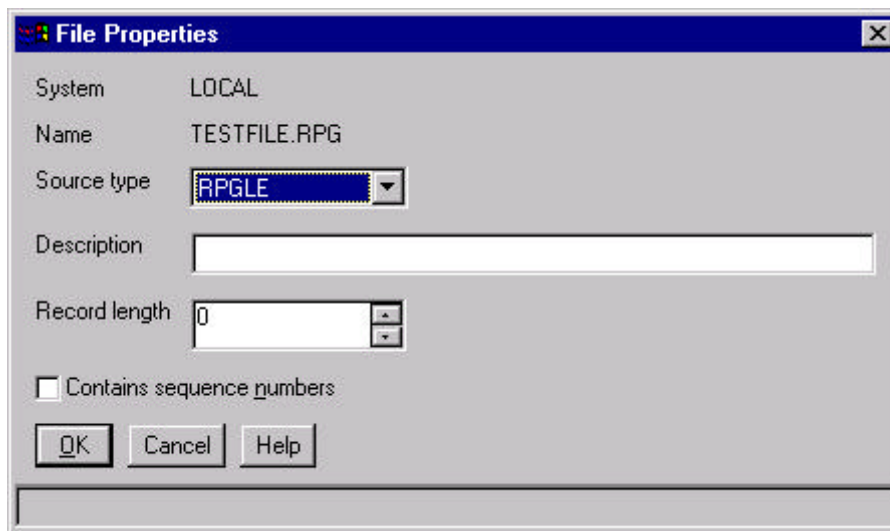 File Properties
System LOCAL
Name TESTFILE.RPG
Source type RPGLE
Description
Record length 0
Contains sequence numbers
OK Cancel Help